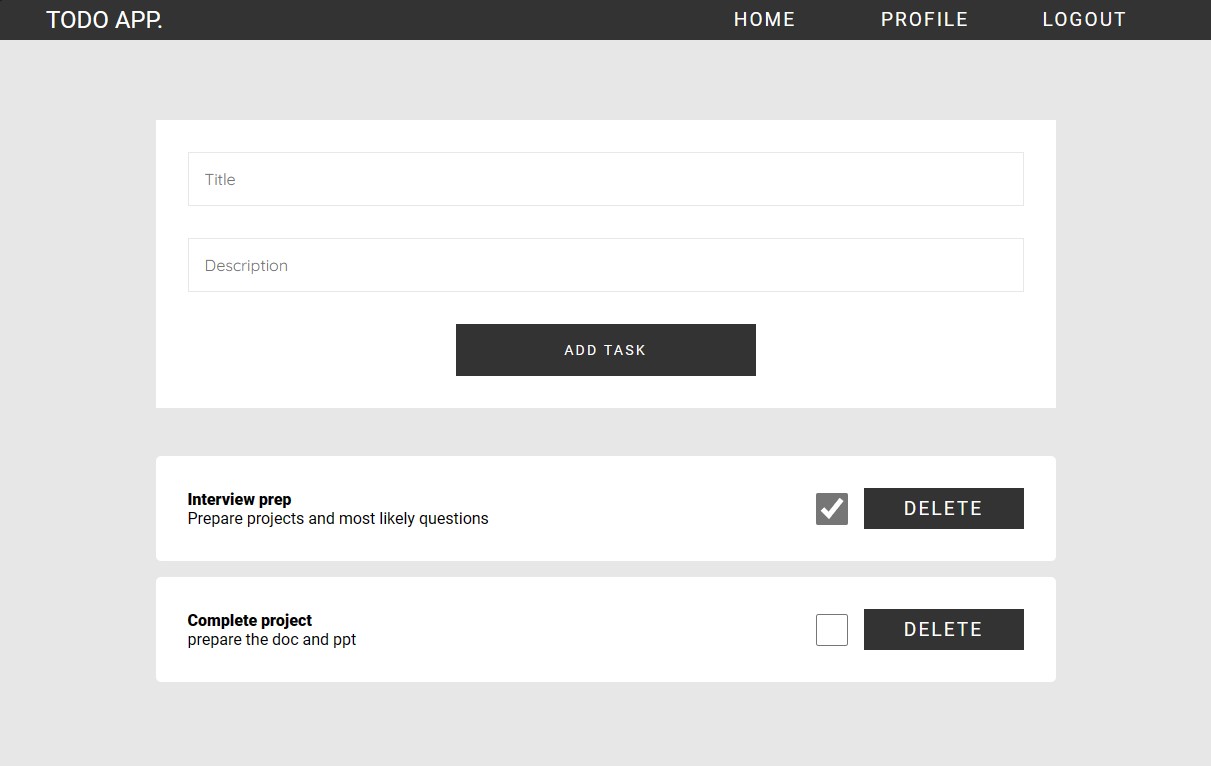 TODO APP.
HOME PROFILE LOGOUT
Title
Description
ADD TASK
Interview prep
Prepare projects and most likely questions
DELETE
Complete project
prepare the doc and ppt
DELETE